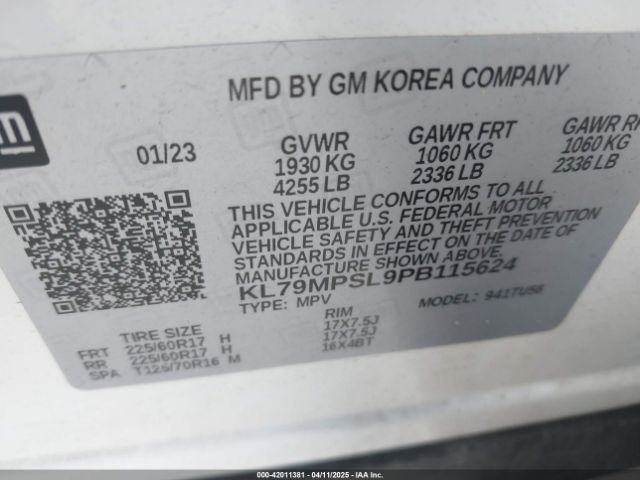 gm
MFD BY GM KOREA COMPANY
01/23 GVWR GAWR FRT GAWR
1930 KG 1060 KG 1060 KG
4255 LB 2336 LB 2336 LB
THIS VEHICLE CONFORMS TO ALL
APPLICABLE U.S. FEDERAL MOTOR
VEHICLE SAFETY AND THEFT PREVENTION
STANDARDS IN EFFECT ON THE DATE OF
MANUFACTURE SHOWN ABOVE.
KL79MPSL9PB115624
TYPE: MPV MODEL: 941TU56
TIRE SIZE RIM
FRT 225/60R17 H 17X7.5J
RR 225/60R17 H 17X7.5J
SPA T125/70R16 M 16X4BT
000-42011381 - 04/11/2025 - IAA Inc.